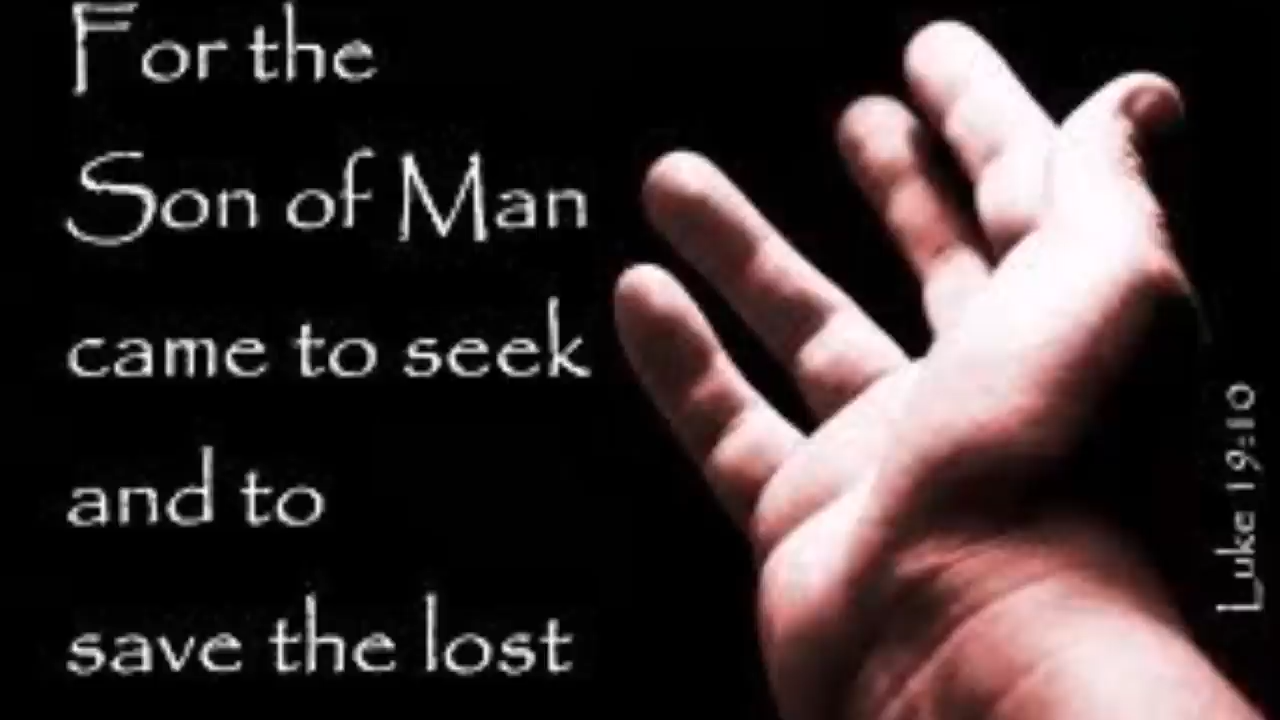 For the
Son of Man
came to seek
and to
save the lost
Luke 19:10